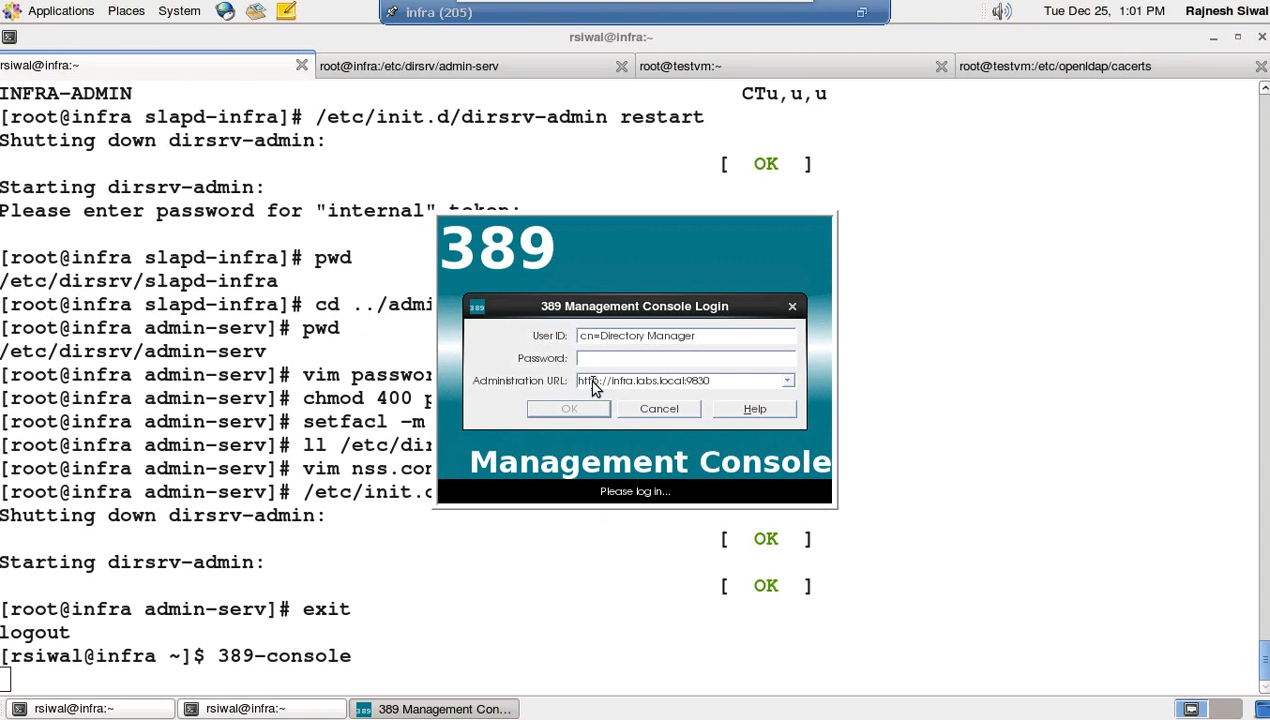 Applications Places System infra (205) Tue Dec 25, 1:01 PM Rajnesh Siwal
rsiwal@infra:~
rsiwal@infra:~ root@infra:/etc/dirsrv/admin-serv root@testvm:~ root@testvm:/etc/openldap/cacerts
INFRA-ADMIN CTu,u,u
[root@infra slapd-infra]# /etc/init.d/dirsrv-admin restart
Shutting down dirsrv-admin:
[ OK ]
Starting dirsrv-admin:
Please enter password for "internal" token:
[root@infra slapd-infra]# pwd
/etc/dirsrv/slapd-infra
[root@infra slapd-infra]# cd ../admi
[root@infra admin-serv]# pwd
/etc/dirsrv/admin-serv
[root@infra admin-serv]# vim passwor
[root@infra admin-serv]# chmod 400 p
[root@infra admin-serv]# setfacl -m
[root@infra admin-serv]# ll /etc/dir
[root@infra admin-serv]# vim nss.con
[root@infra admin-serv]# /etc/init.d
Shutting down dirsrv-admin:
[ OK ]
Starting dirsrv-admin:
[ OK ]
[root@infra admin-serv]# exit
logout
[rsiwal@infra ~]$ 389-console
389
389 389 Management Console Login
User ID: cn=Directory Manager
Password:
Administration URL: http://infra.labs.local:9830
OK Cancel Help
Management Console
Please log in...
rsiwal@infra:~ rsiwal@infra:~ 389 389 Management Con...